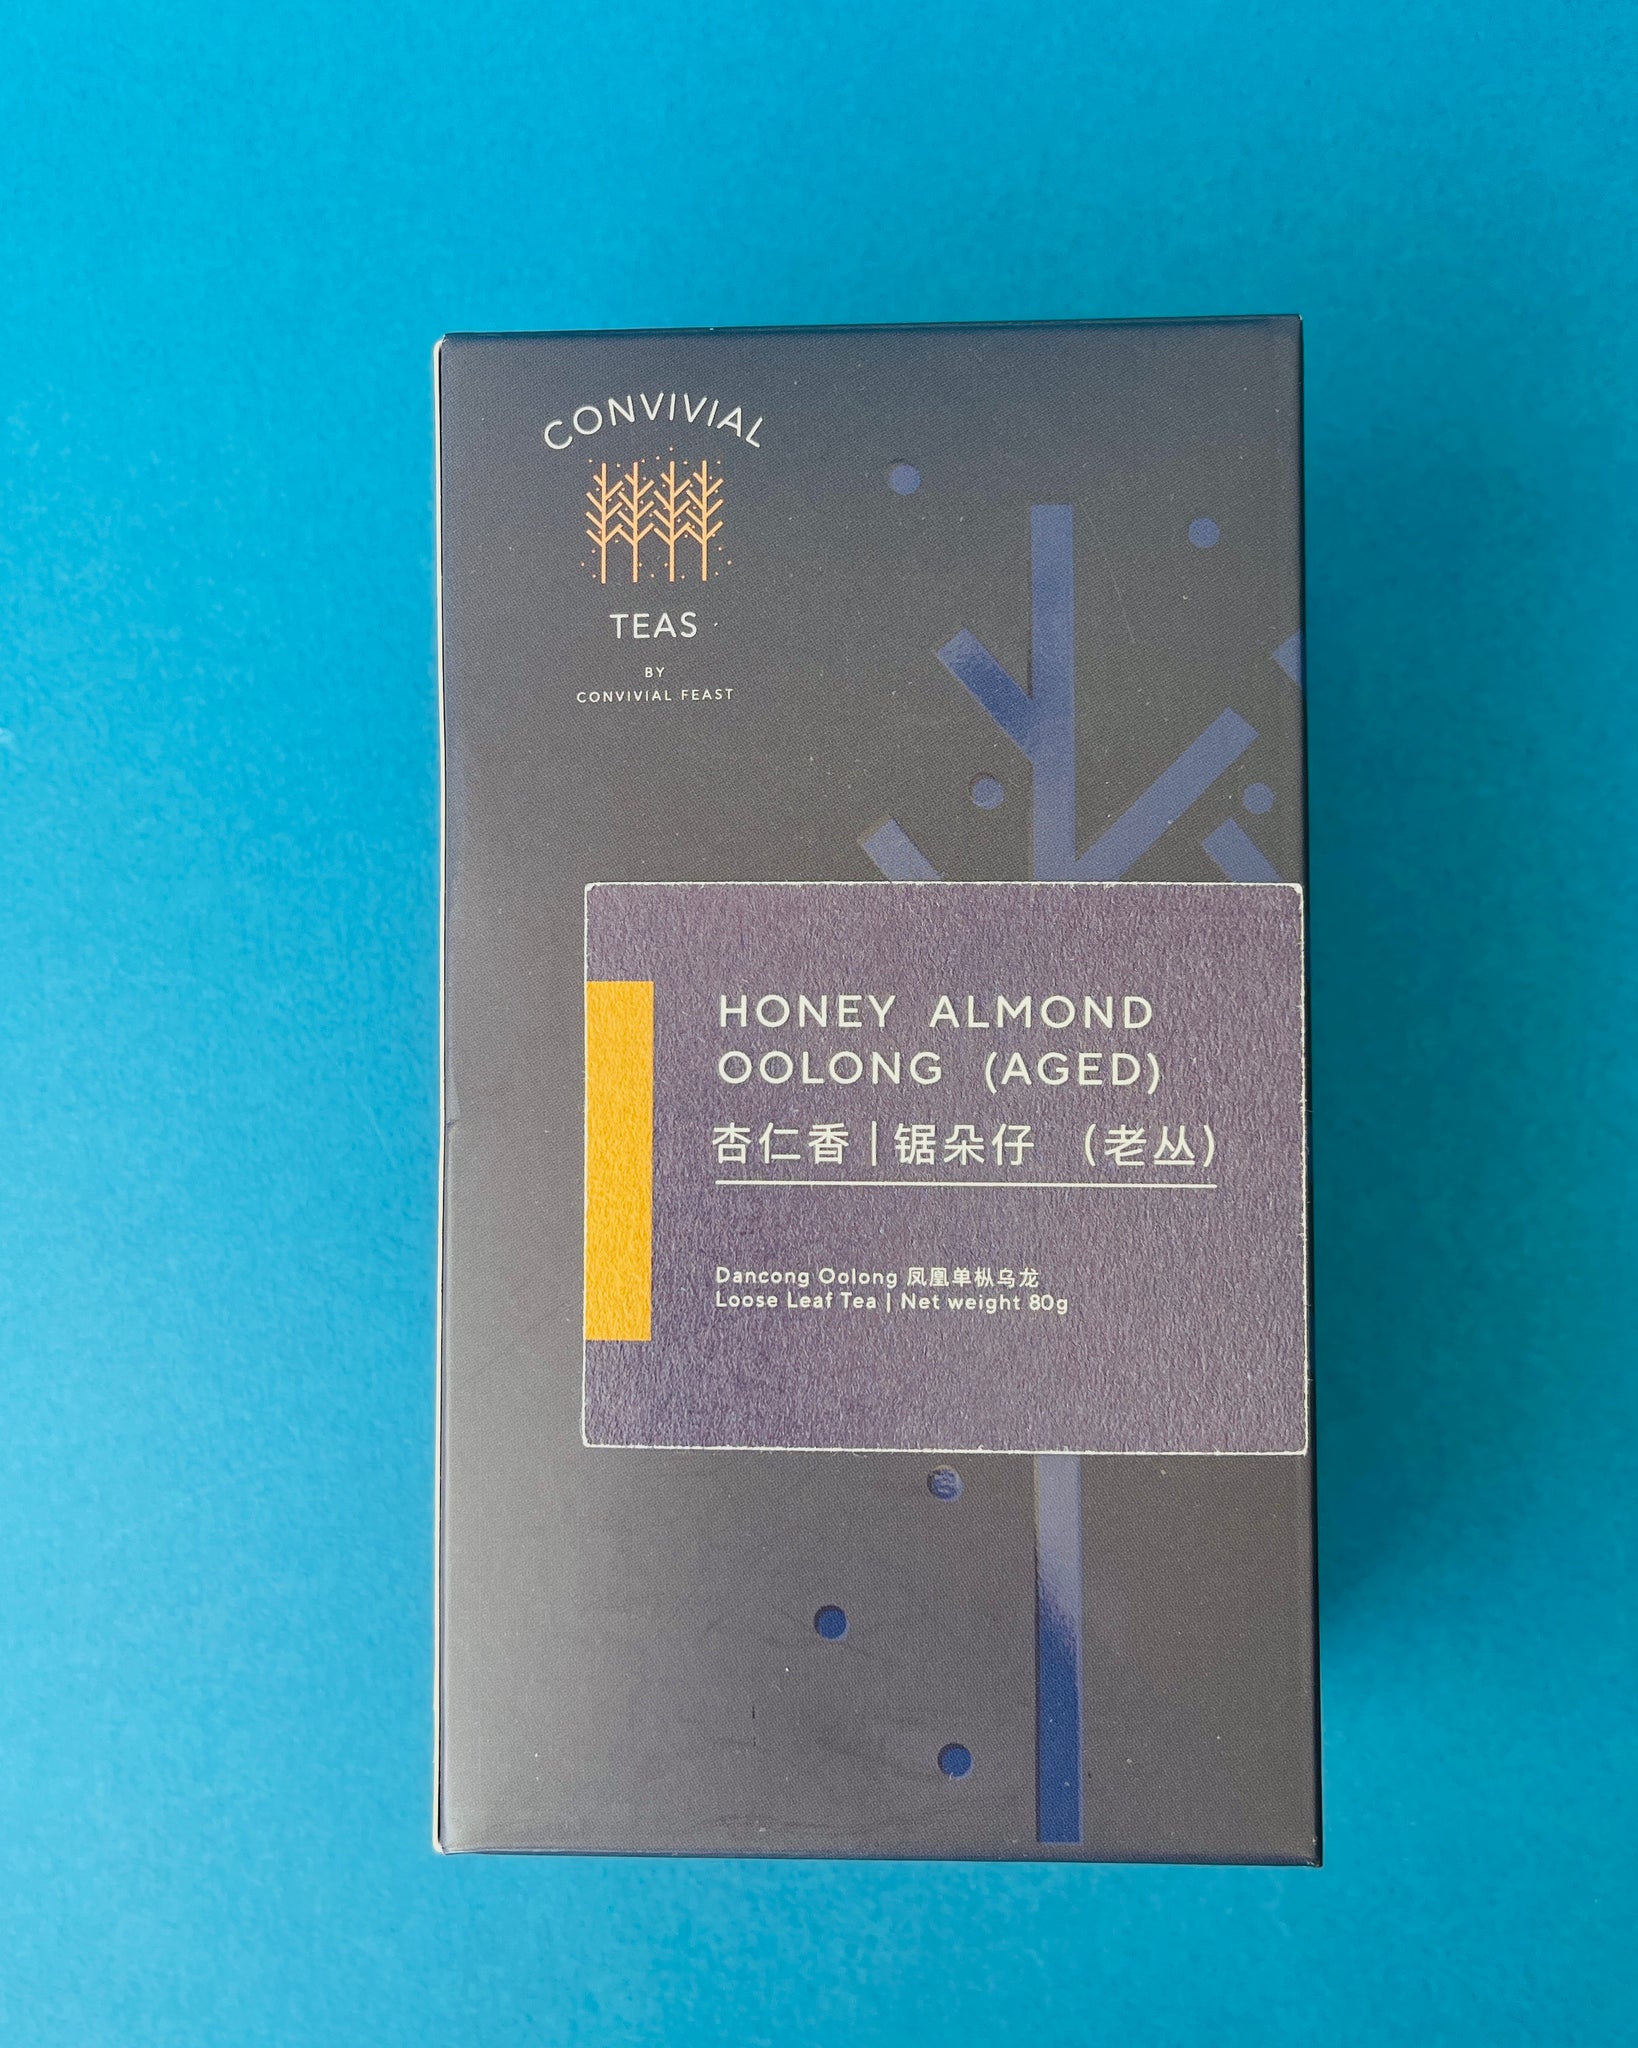 CONVIVIAL
TEAS
BY
CONVIVIAL FEAST
HONEY ALMOND
OOLONG (AGED)
杏仁香|锯朵仔 (老丛)
Dancong Oolong 凤凰单枞乌龙
Loose Leaf Tea | Net weight 80g